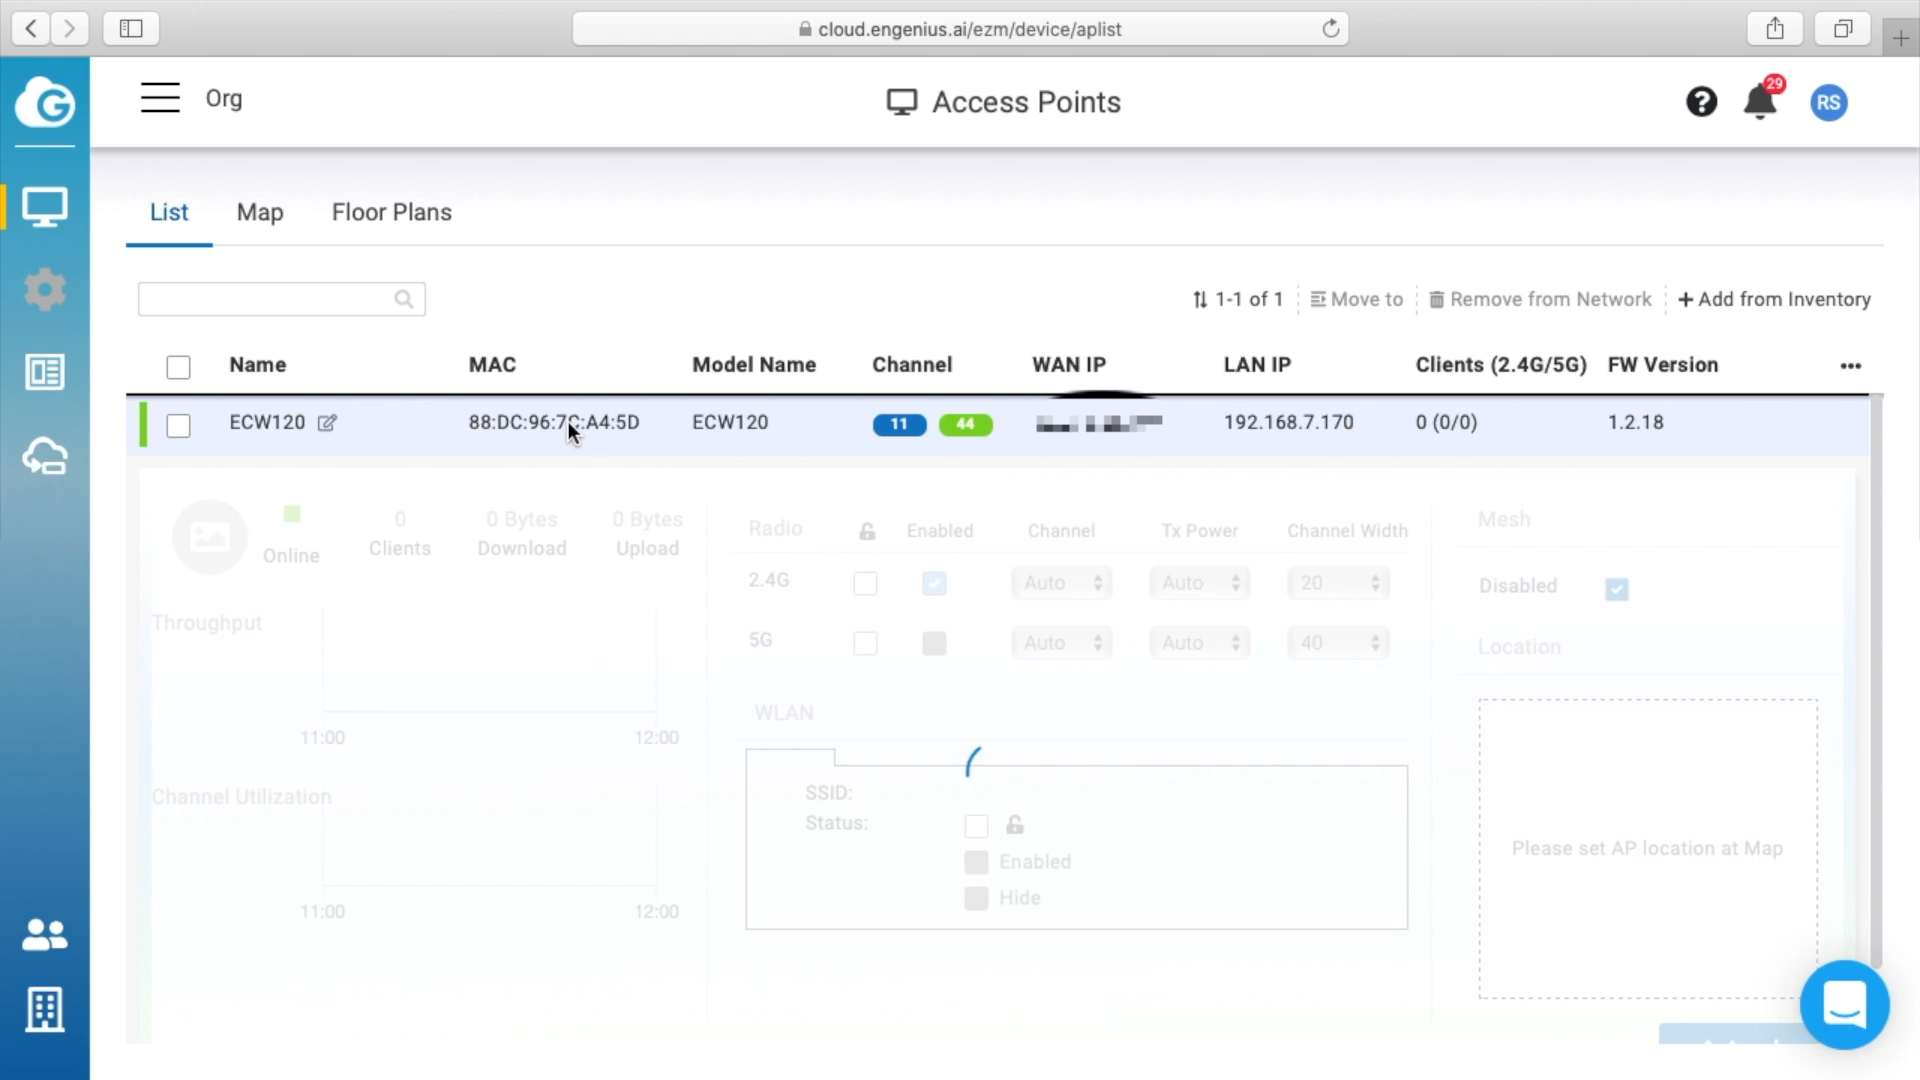 cloud.engenius.ai/ezm/device/aplist
Org
Access Points
29
RS
List Map Floor Plans
1-1 of 1 Move to Remove from Network + Add from Inventory
Name MAC Model Name Channel WAN IP LAN IP Clients (2.4G/5G) FW Version
ECW120 88:DC:96:7C:A4:5D ECW120 11 44 192.168.7.170 0 (0/0) 1.2.18
Online
0 Clients
0 Bytes Download
0 Bytes Upload
Throughput
11:00 12:00
Channel Utilization
11:00 12:00
Radio Enabled Channel Tx Power Channel Width
2.4G Auto Auto 20
5G Auto Auto 40
WLAN
SSID:
Status:
Enabled
Hide
Mesh
Disabled
Location
Please set AP location at Map